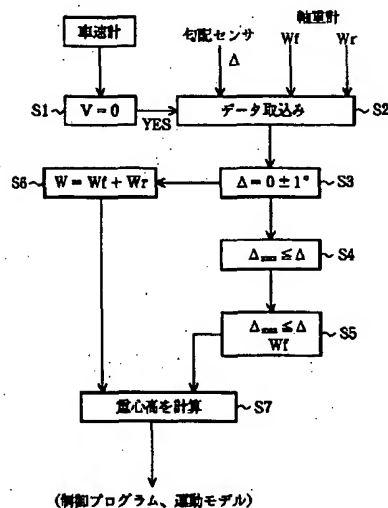 車速計
勾配センサ
Δ
軸重計
Wf
Wr
S1
V = 0
YES
データ取込み
S2
S6
W = Wf + Wr
Δ = 0 ± 1°
S3
Δmax ≤ Δ
S4
Δmax ≤ Δ
Wf
S5
重心高を計算
S7
(制御プログラム、運動モデル)